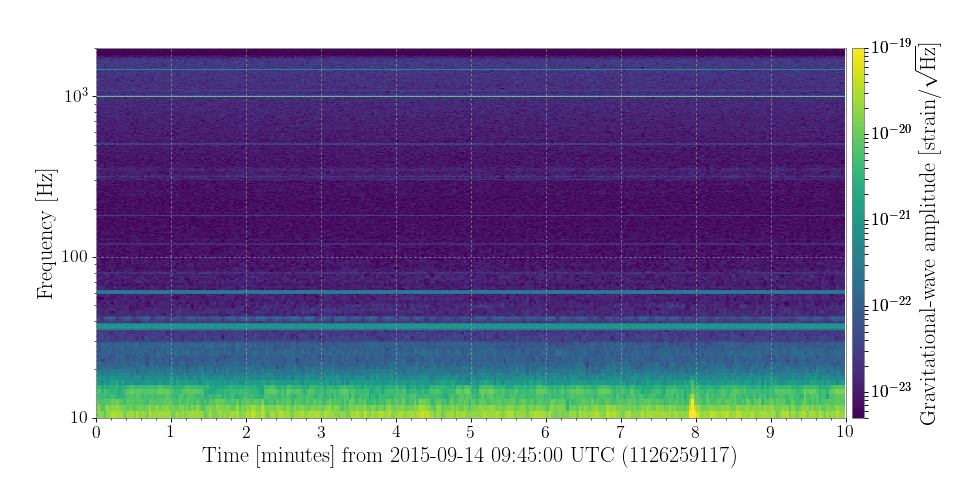 10³
100
10
Frequency [Hz]
0 1 2 3 4 5 6 7 8 9 10
Time [minutes] from 2015-09-14 09:45:00 UTC (1126259117)
10⁻¹⁹
10⁻²⁰
10⁻²¹
10⁻²²
10⁻²³
Gravitational-wave amplitude [strain/√Hz]